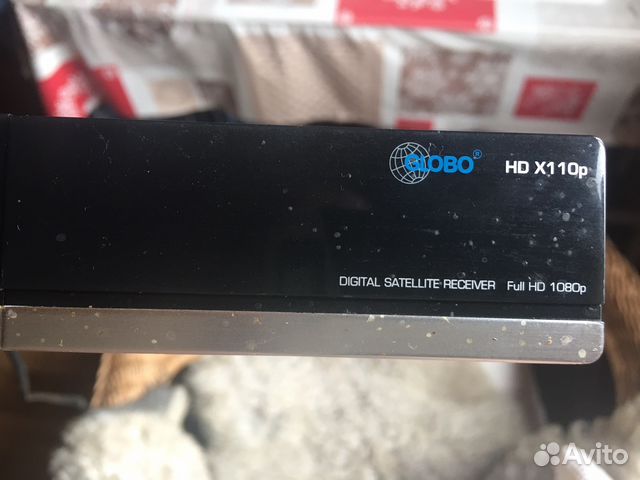 GLOBO®
HD X110p
DIGITAL SATELLITE RECEIVER Full HD 1080p
Avito